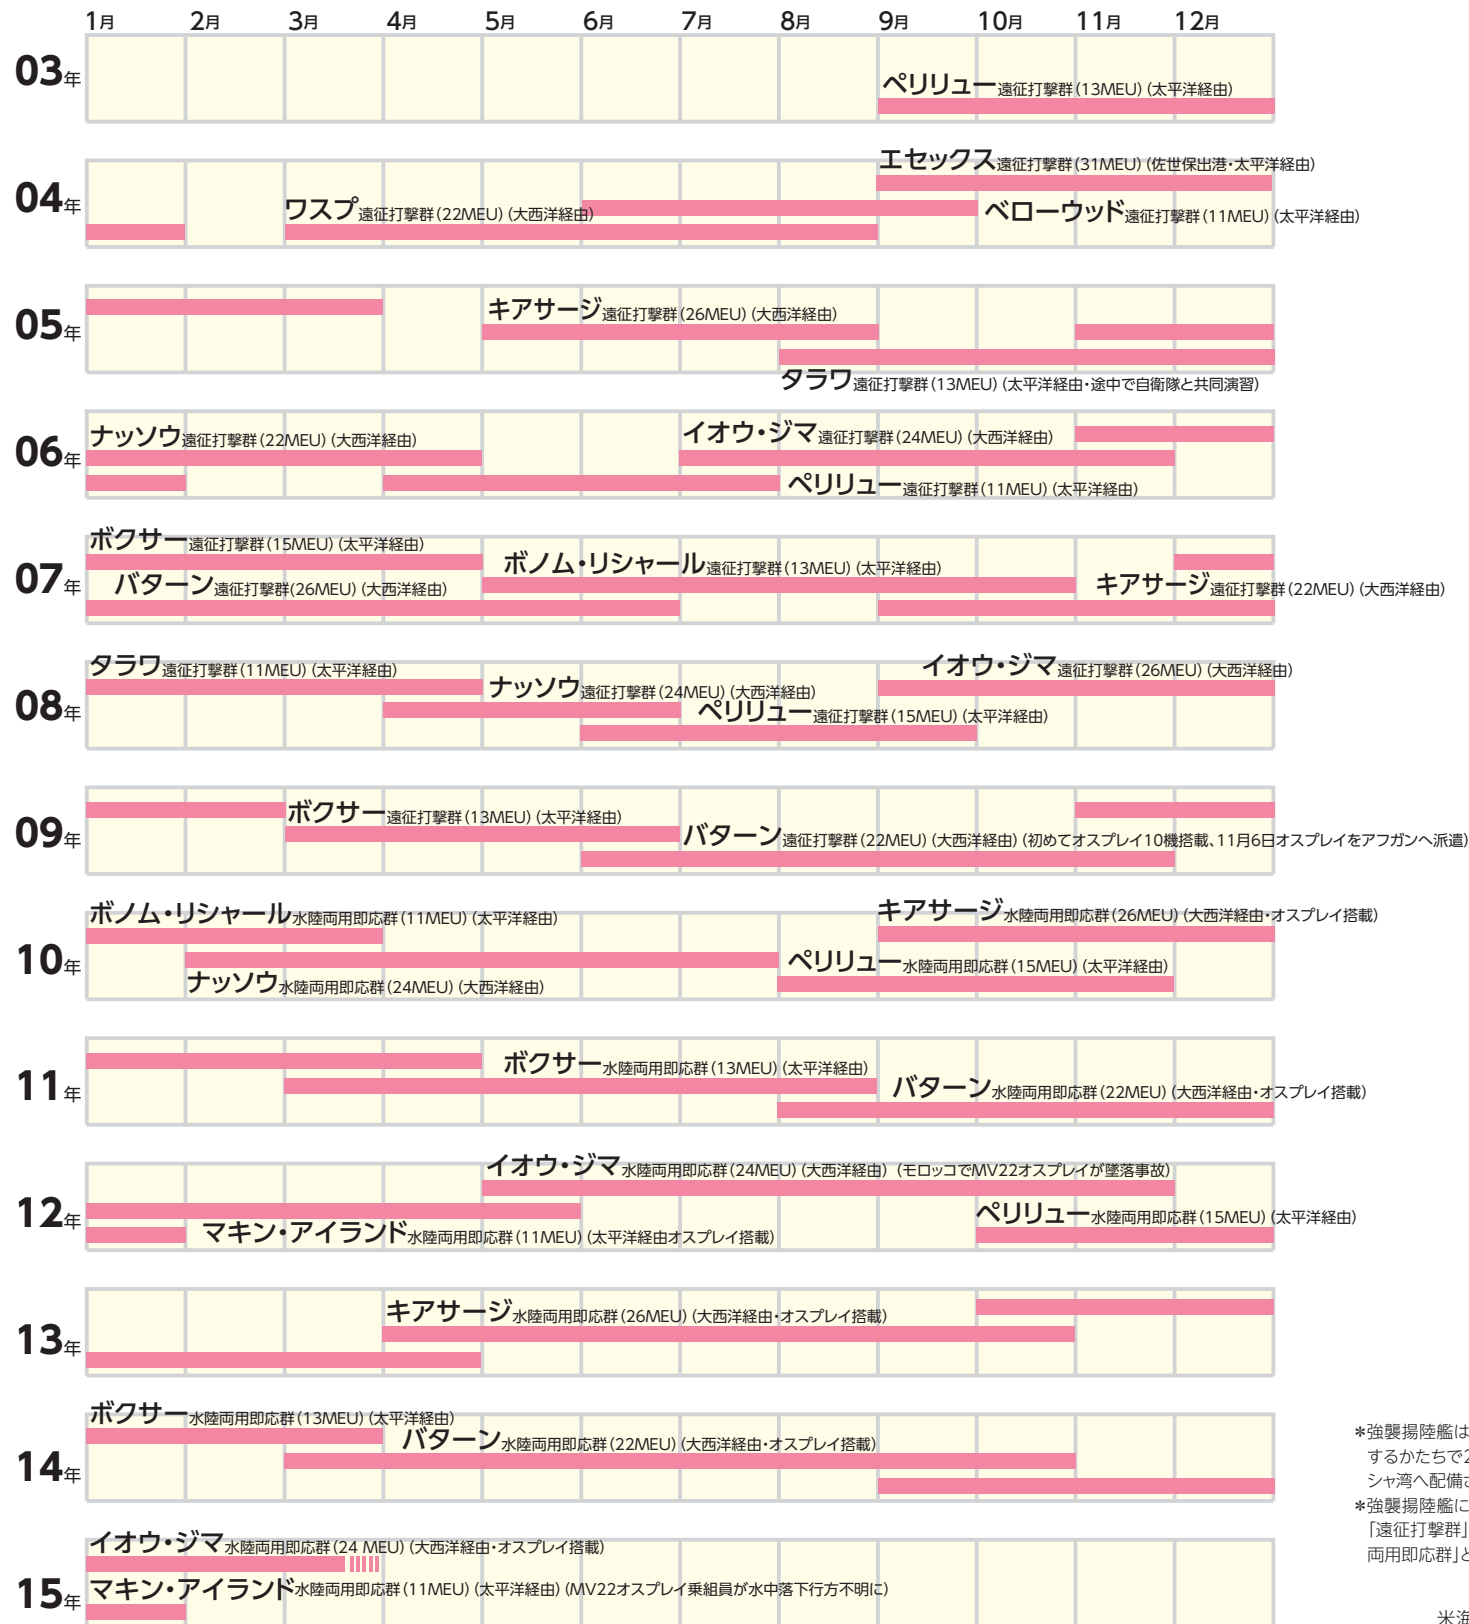 1月 2月 3月 4月 5月 6月 7月 8月 9月 10月 11月 12月
03年
ペリリュー遠征打撃群(13MEU)(太平洋経由)
04年
エセックス遠征打撃群(31MEU)(佐世保出港・太平洋経由)
ワスプ遠征打撃群(22MEU)(大西洋経由)
ベローウッド遠征打撃群(11MEU)(太平洋経由)
05年
キアサージ遠征打撃群(26MEU)(大西洋経由)
タラワ遠征打撃群(13MEU)(太平洋経由・途中で自衛隊と共同演習)
06年
ナッソウ遠征打撃群(22MEU)(大西洋経由)
イオウ・ジマ遠征打撃群(24MEU)(大西洋経由)
ペリリュー遠征打撃群(11MEU)(太平洋経由)
07年
ボクサー遠征打撃群(15MEU)(太平洋経由)
ボノム・リシャール遠征打撃群(13MEU)(太平洋経由)
バターン遠征打撃群(26MEU)(大西洋経由)
キアサージ遠征打撃群(22MEU)(大西洋経由)
08年
タラワ遠征打撃群(11MEU)(太平洋経由)
イオウ・ジマ遠征打撃群(26MEU)(大西洋経由)
ナッソウ遠征打撃群(24MEU)(大西洋経由)
ペリリュー遠征打撃群(15MEU)(太平洋経由)
09年
ボクサー遠征打撃群(13MEU)(太平洋経由)
バターン遠征打撃群(22MEU)(大西洋経由)(初めてオスプレイ10機搭載、11月6日オスプレイをアフガンへ派遣)
10年
ボノム・リシャール水陸両用即応群(11MEU)(太平洋経由)
キアサージ水陸両用即応群(26MEU)(大西洋経由・オスプレイ搭載)
ペリリュー水陸両用即応群(15MEU)(太平洋経由)
ナッソウ水陸両用即応群(24MEU)(大西洋経由)
11年
ボクサー水陸両用即応群(13MEU)(太平洋経由)
バターン水陸両用即応群(22MEU)(大西洋経由・オスプレイ搭載)
12年
イオウ・ジマ水陸両用即応群(24MEU)(大西洋経由)(モロッコでMV22オスプレイが墜落事故)
ペリリュー水陸両用即応群(15MEU)(太平洋経由)
マキン・アイランド水陸両用即応群(11MEU)(太平洋経由オスプレイ搭載)
13年
キアサージ水陸両用即応群(26MEU)(大西洋経由・オスプレイ搭載)
14年
ボクサー水陸両用即応群(13MEU)(太平洋経由)
バターン水陸両用即応群(22MEU)(大西洋経由・オスプレイ搭載)
15年
イオウ・ジマ水陸両用即応群(24 MEU)(大西洋経由・オスプレイ搭載)
マキン・アイランド水陸両用即応群(11MEU)(太平洋経由)(MV22オスプレイ乗組員が水中落下行方不明に)
*強襲揚陸艦は
するかたちで
シャ湾へ配備
*強襲揚陸艦に
「遠征打撃群」
両用即応群」と
米海